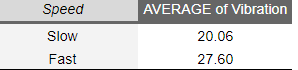 Speed AVERAGE of Vibration
Slow 20.06
Fast 27.60